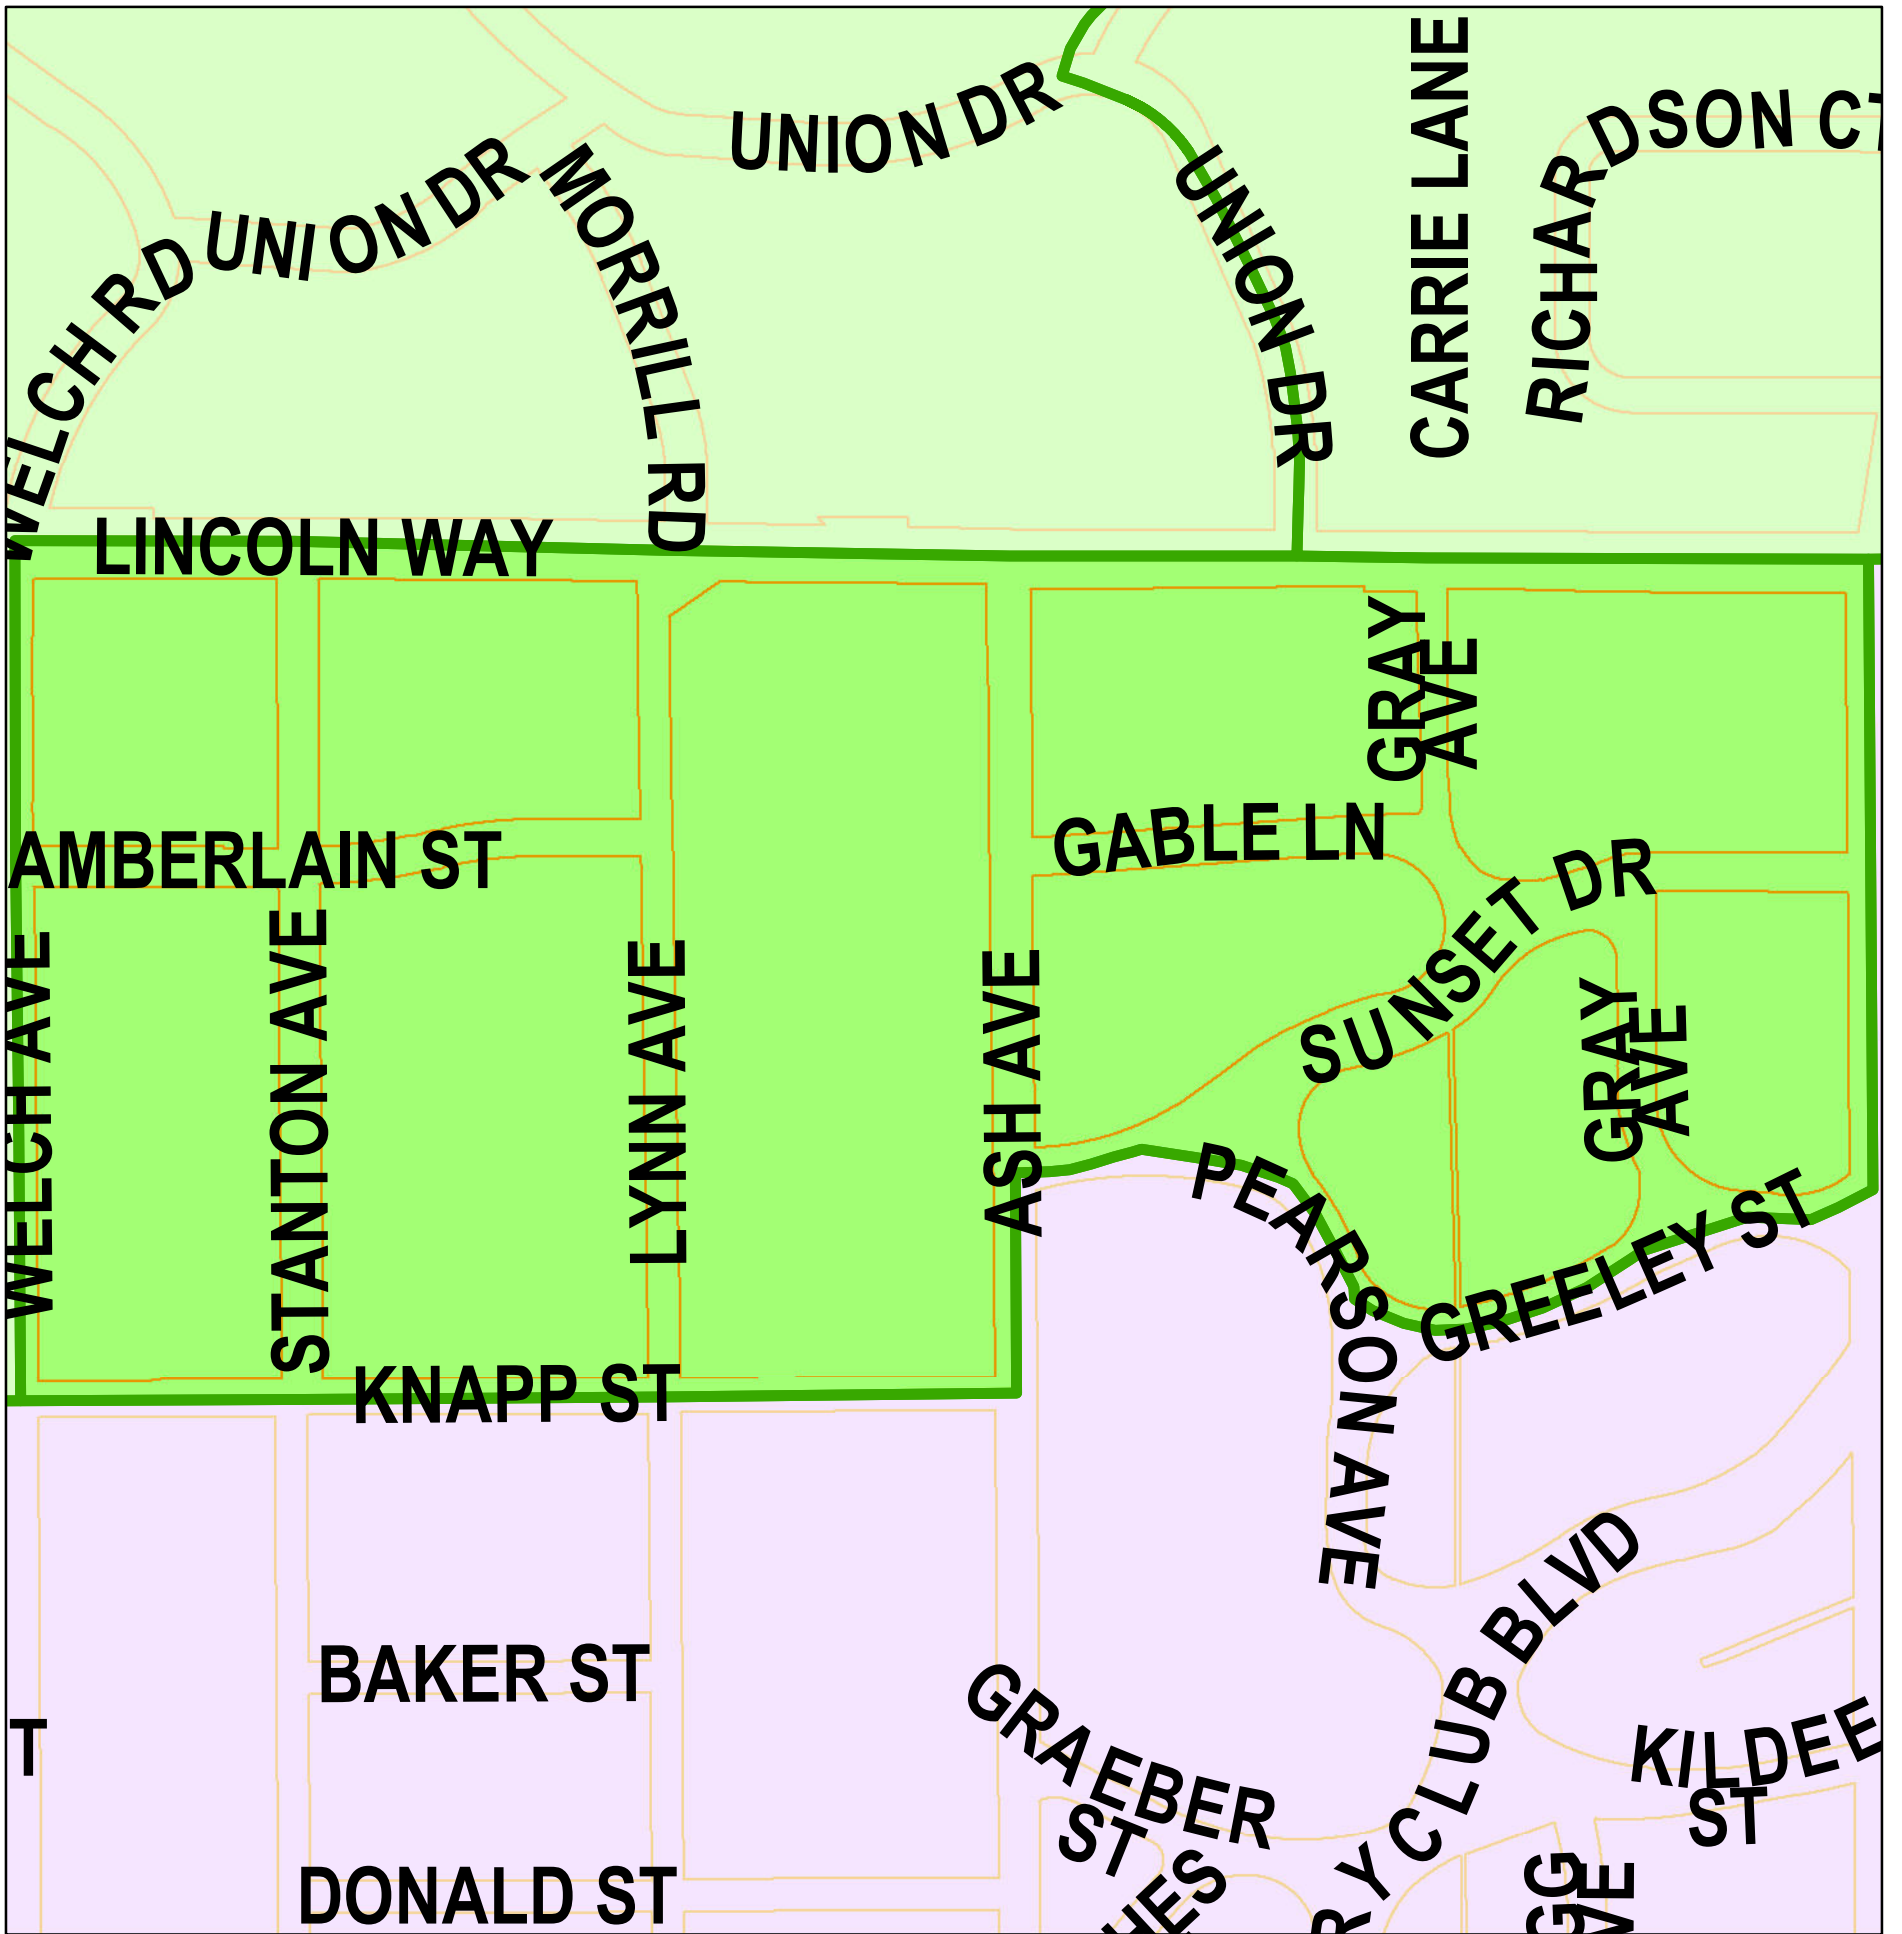 UNION DR
CARRIE LANE
RICHARDSON CT
UNION DR
MORRILL RD
UNION DR
WELCH RD
LINCOLN WAY
GRAY
AVE
GABLE LN
AMBERLAIN ST
SUNSET DR
WELCH AVE
STANTON AVE
LYNN AVE
ASH AVE
GRAY
AVE
PEARSON AVE
GREELEY ST
KNAPP ST
BAKER ST
T
GRAEBER
ST
RY CLUB BLVD
KILDEE
ST
DONALD ST
HES